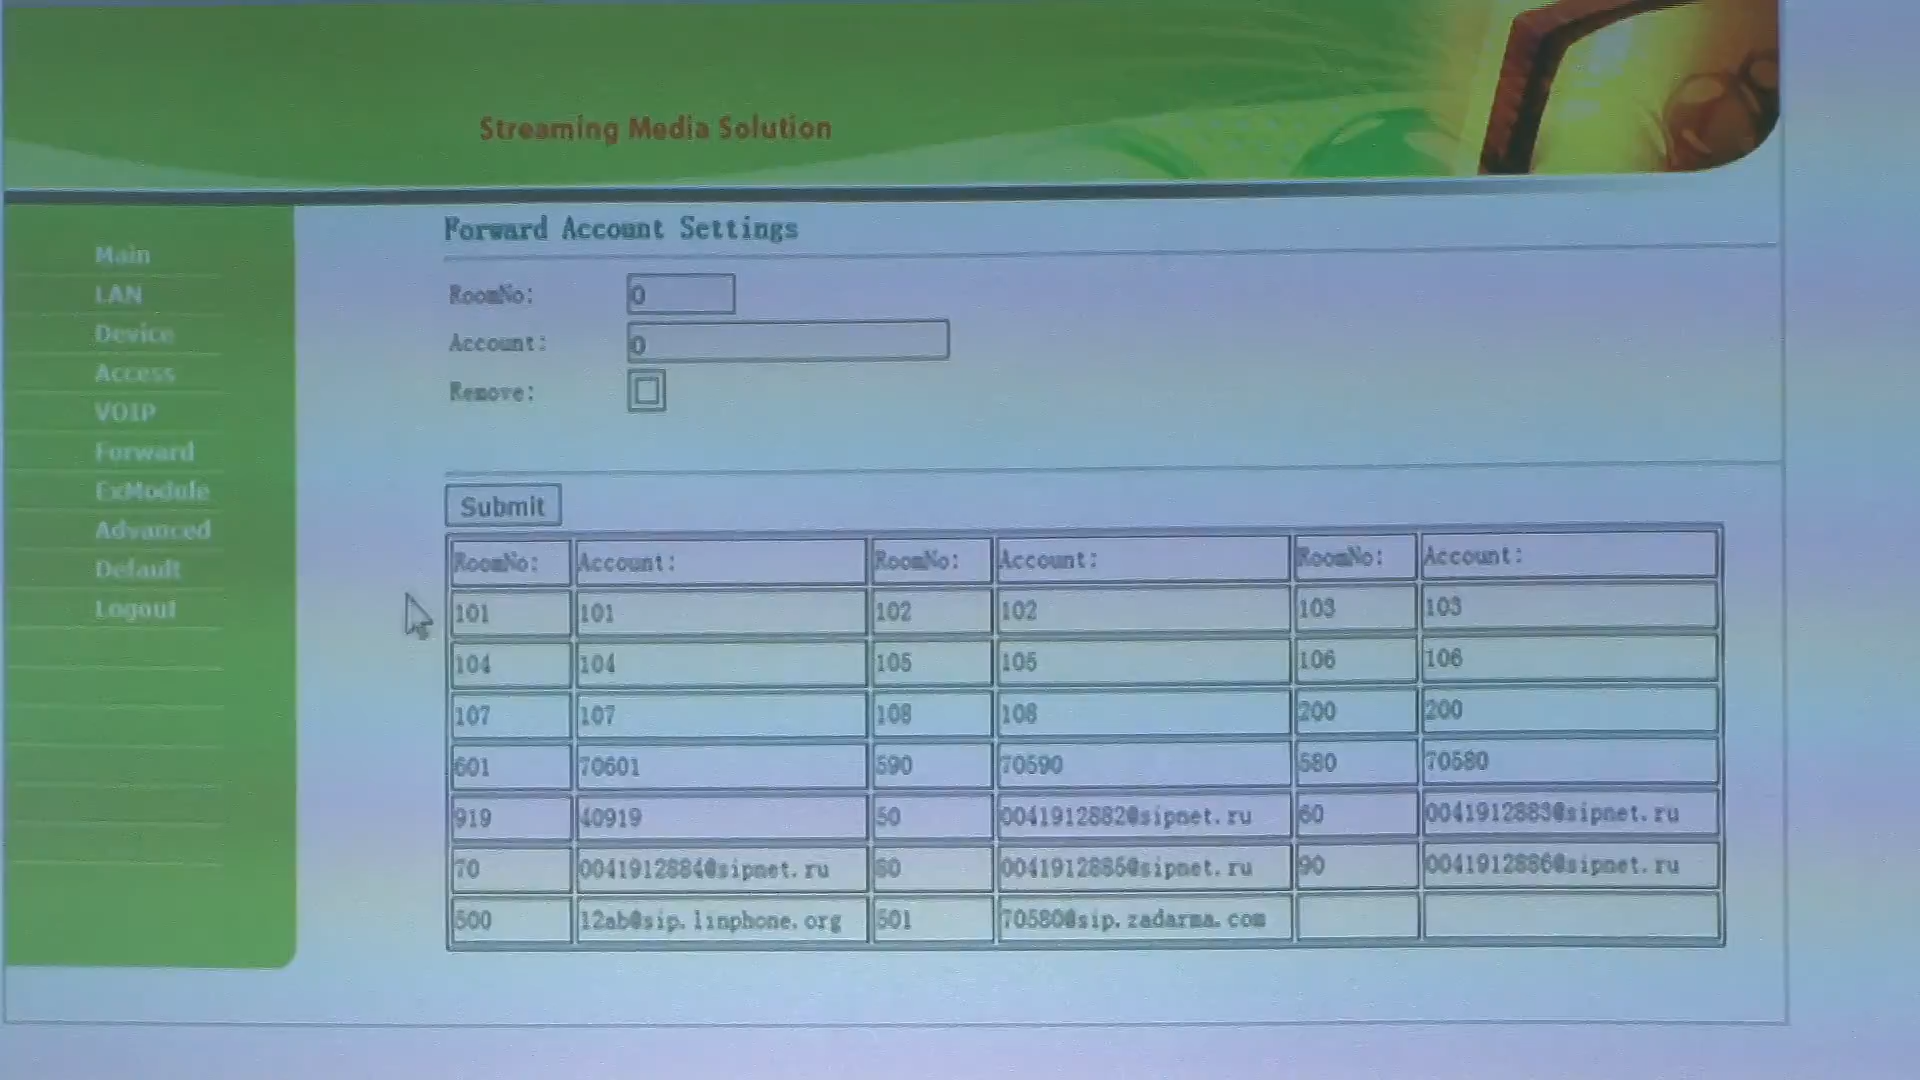 Streaming Media Solution
Main
LAN
Device
Access
VOIP
Forward
ExModule
Advanced
Default
Logout
Forward Account Settings
RoomNo: 0
Account: 0
Remove:
Submit
RoomNo: Account: RoomNo: Account: RoomNo: Account:
101 101 102 102 103 103
104 104 105 105 106 106
107 107 108 108 200 200
601 70601 590 70590 580 70580
919 40919 50 0041912882@sipnet.ru 60 0041912883@sipnet.ru
70 0041912884@sipnet.ru 80 0041912885@sipnet.ru 90 0041912886@sipnet.ru
500 12ab@sip.linphone.org 501 70580@sip.zadarma.com